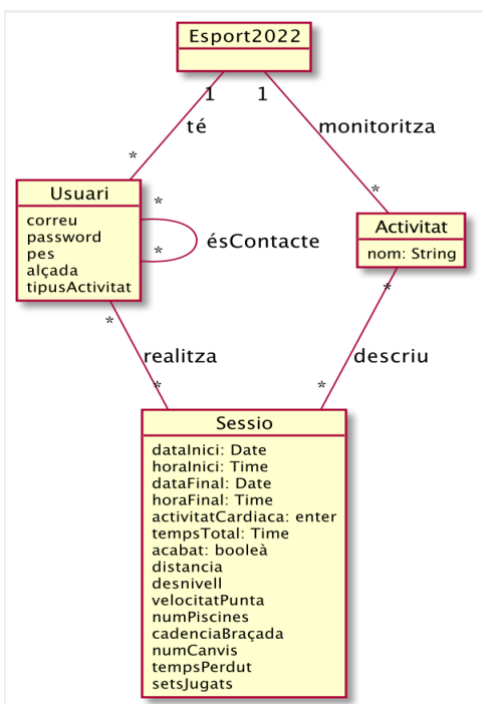 Esport2022
1
1
té
monitoritza
*
*
Usuari
correu
password
pes
alçada
tipusActivitat
*
*
ésContacte
Activitat
nom: String
*
*
realitza
descriu
*
*
Sessio
dataInici: Date
horaInici: Time
dataFinal: Date
horaFinal: Time
activitatCardiaca: enter
tempsTotal: Time
acabat: booleà
distancia
desnivell
velocitatPunta
numPiscines
cadenciaBraçada
numCanvis
tempsPerdut
setsJugats